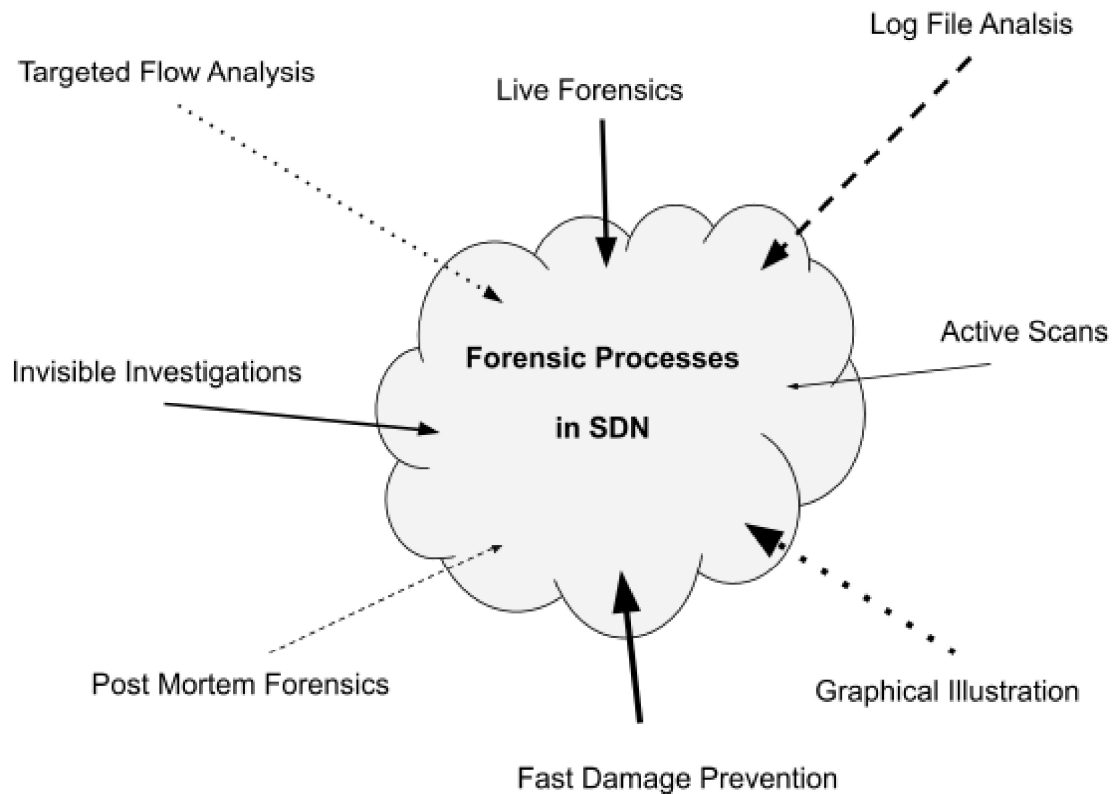 Log File Analsis
Targeted Flow Analysis
Live Forensics
Active Scans
Forensic Processes
Invisible Investigations
in SDN
Post Mortem Forensics
Graphical Illustration
Fast Damage Prevention